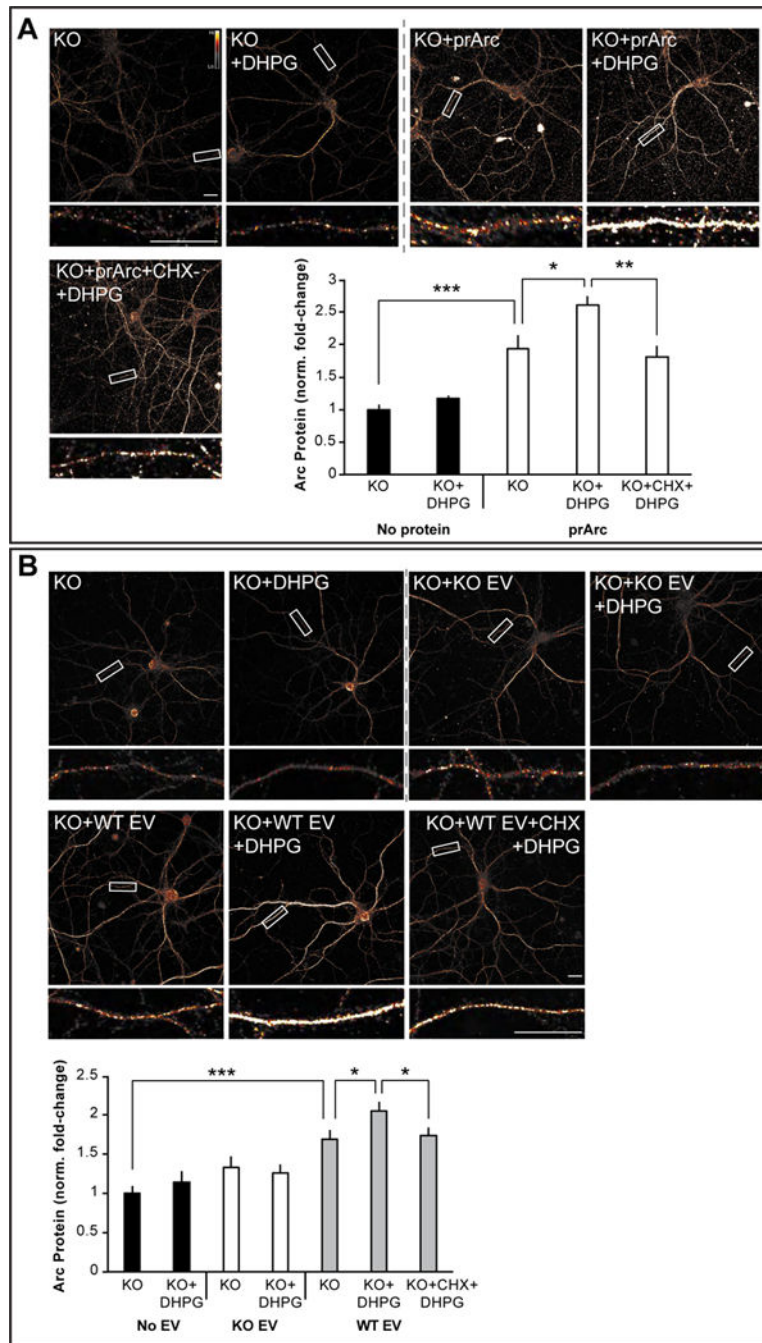 A
KO
Hi
Lo
KO
+DHPG
KO+prArc
KO+prArc
+DHPG
KO+prArc+CHX-
+DHPG
Arc Protein (norm. fold-change)
3
2.5
2
1.5
1
0.5
0
***
*
**
KO
KO+
DHPG
KO
KO+
DHPG
KO+CHX+
DHPG
No protein
prArc
B
KO
KO+DHPG
KO+KO EV
KO+KO EV
+DHPG
KO+WT EV
KO+WT EV
+DHPG
KO+WT EV+CHX
+DHPG
Arc Protein (norm. fold-change)
2.5
2
1.5
1
0.5
0
***
*
*
KO
KO+
DHPG
KO
KO+
DHPG
KO
KO+
DHPG
KO+CHX+
DHPG
No EV
KO EV
WT EV